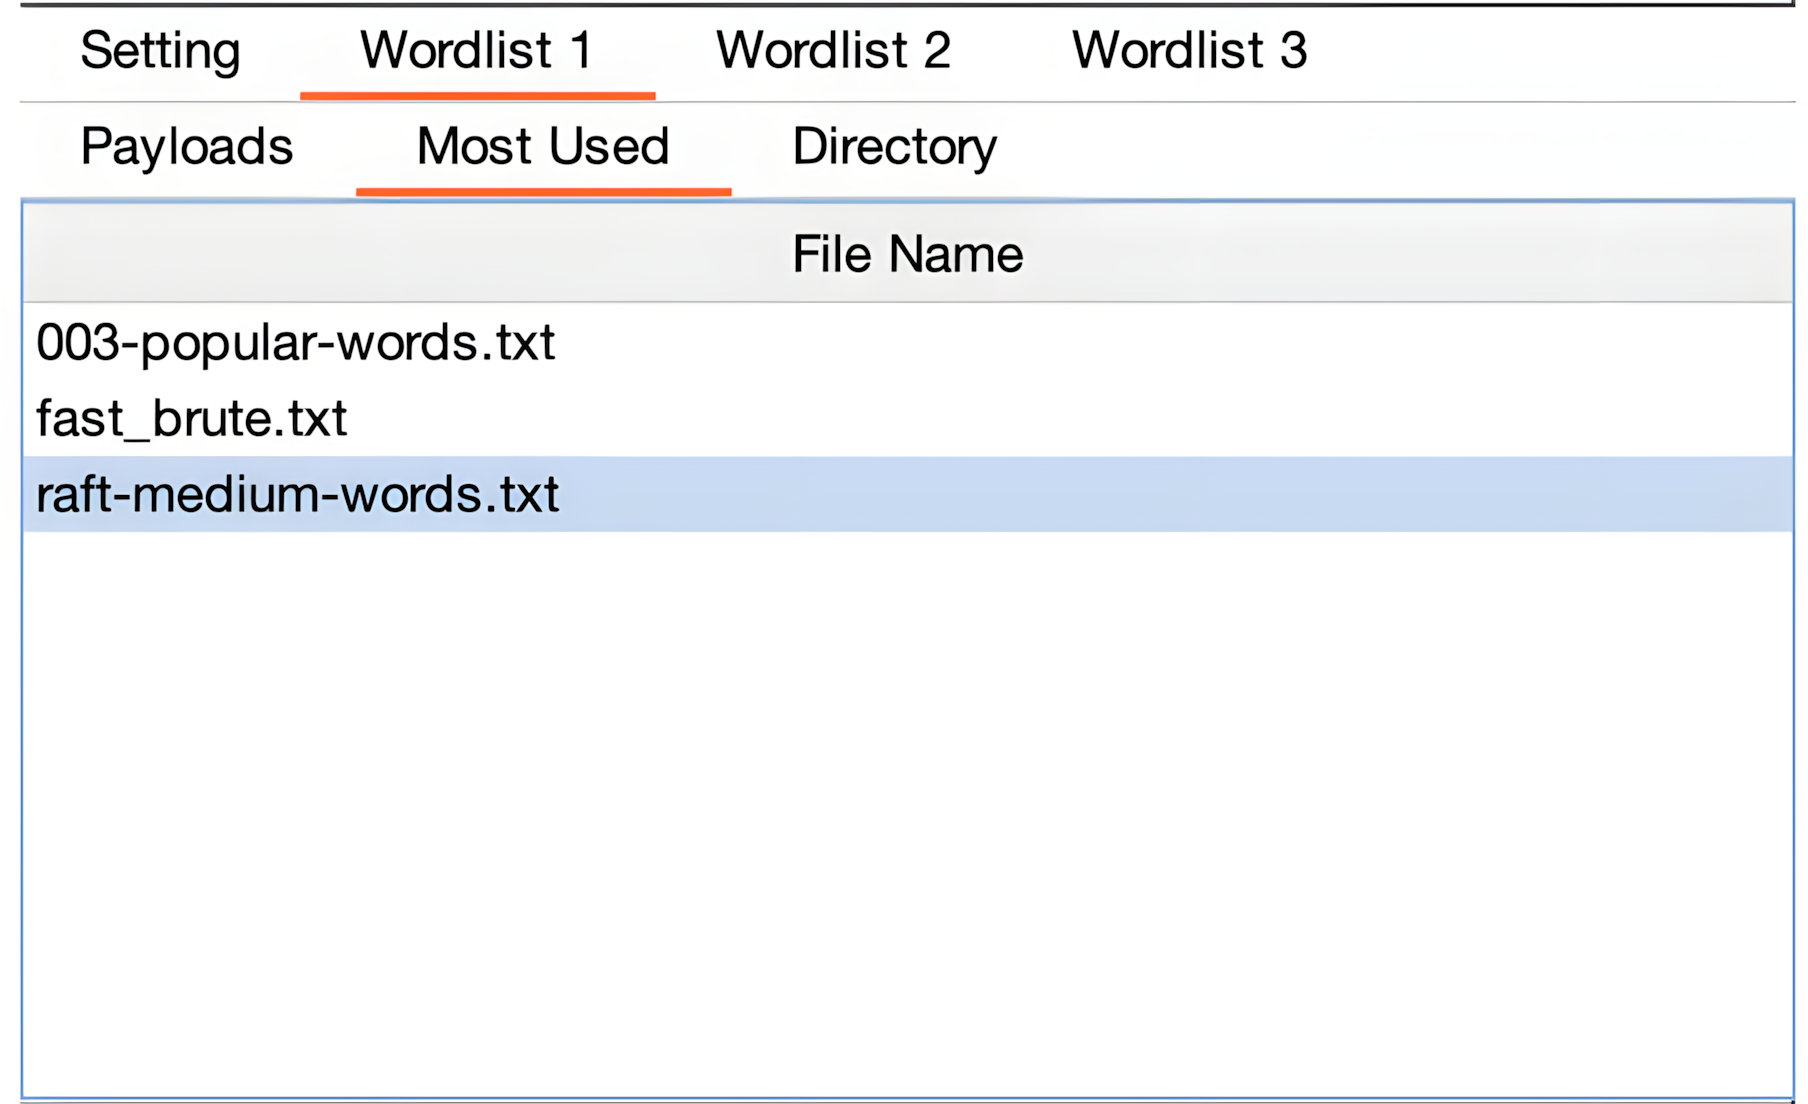 Setting Wordlist 1 Wordlist 2 Wordlist 3
Payloads Most Used Directory
File Name
003-popular-words.txt
fast_brute.txt
raft-medium-words.txt